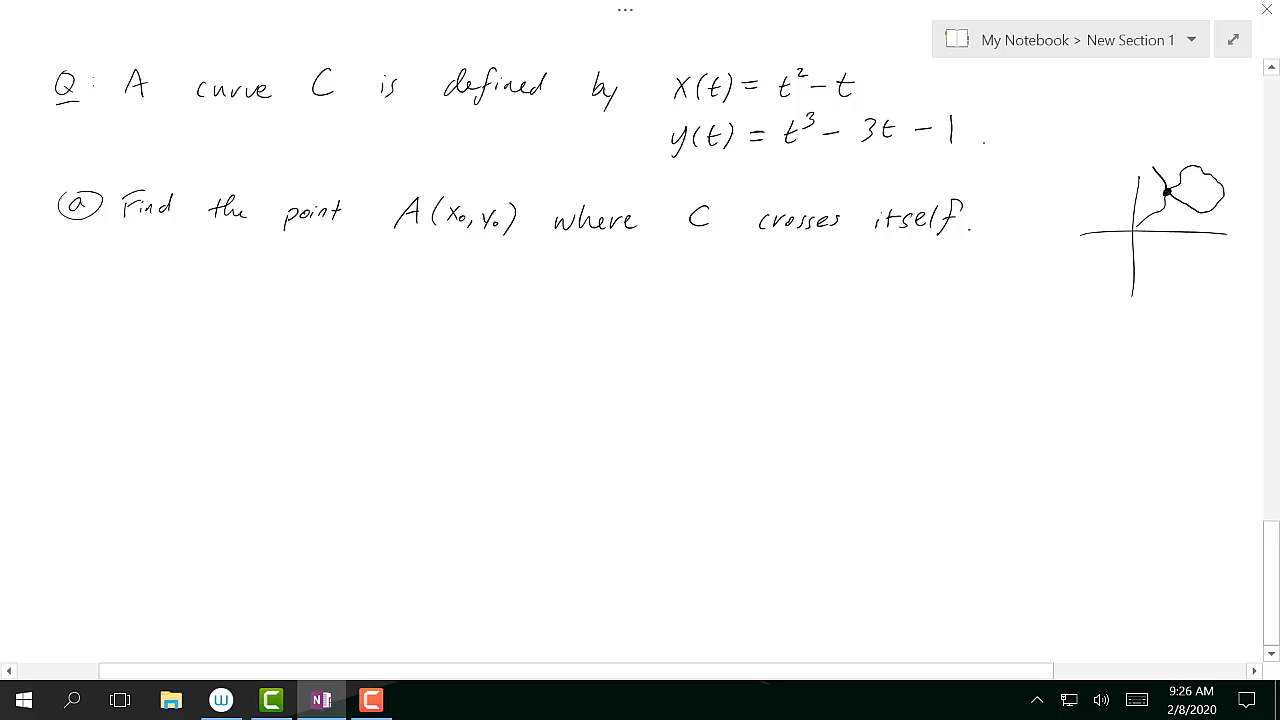 ...
My Notebook > New Section 1
Q: A curve C is defined by x(t) = t² - t
y(t) = t³ - 3t - 1.
(a) Find the point A(x₀, y₀) where C crosses itself.
9:26 AM
2/8/2020